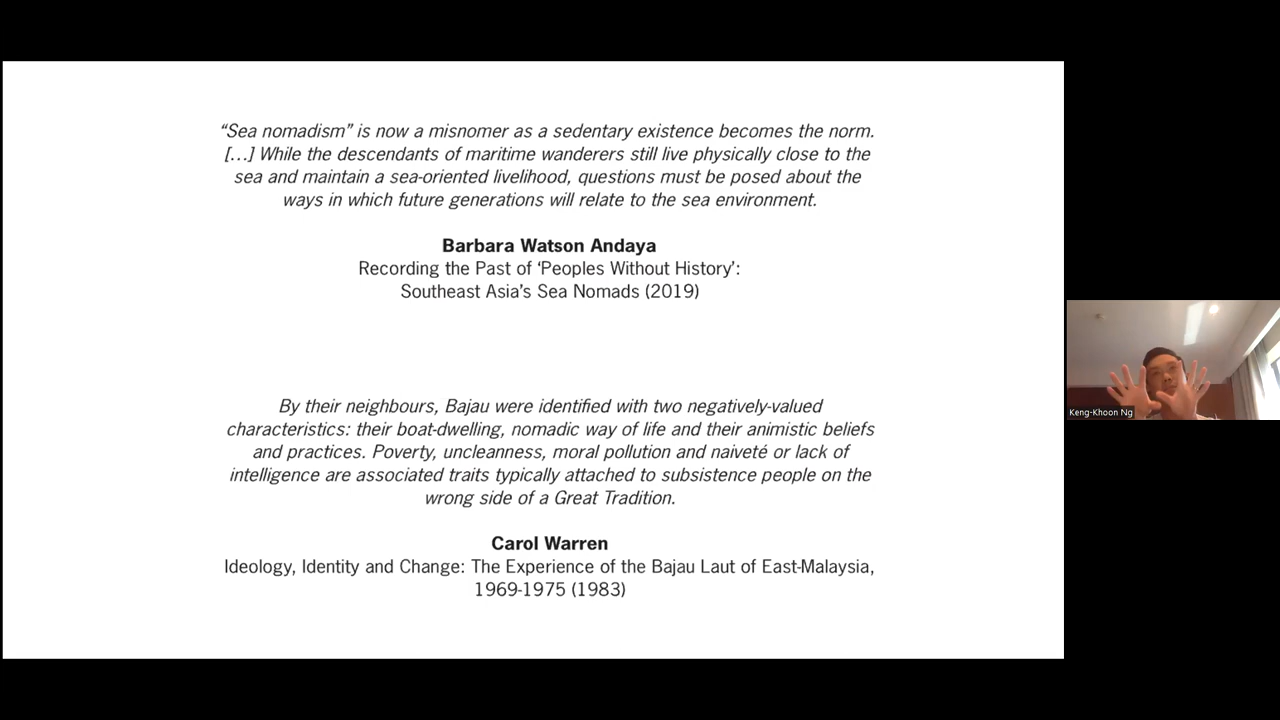 “Sea nomadism” is now a misnomer as a sedentary existence becomes the norm.
[…] While the descendants of maritime wanderers still live physically close to the
sea and maintain a sea-oriented livelihood, questions must be posed about the
ways in which future generations will relate to the sea environment.
Barbara Watson Andaya
Recording the Past of ‘Peoples Without History’:
Southeast Asia’s Sea Nomads (2019)
By their neighbours, Bajau were identified with two negatively-valued
characteristics: their boat-dwelling, nomadic way of life and their animistic beliefs
and practices. Poverty, uncleanness, moral pollution and naiveté or lack of
intelligence are associated traits typically attached to subsistence people on the
wrong side of a Great Tradition.
Carol Warren
Ideology, Identity and Change: The Experience of the Bajau Laut of East-Malaysia,
1969-1975 (1983)
Keng-Khoon Ng